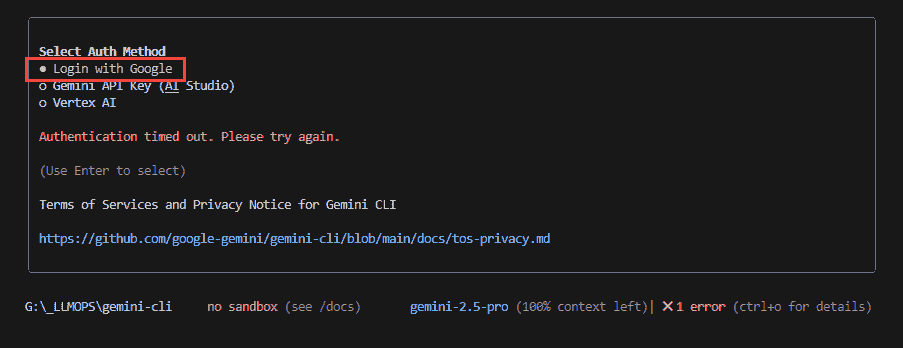 Select Auth Method
● Login with Google
o Gemini API Key (AI Studio)
o Vertex AI
Authentication timed out. Please try again.
(Use Enter to select)
Terms of Services and Privacy Notice for Gemini CLI
https://github.com/google-gemini/gemini-cli/blob/main/docs/tos-privacy.md
G:\_LLMOPS\gemini-cli no sandbox (see /docs) gemini-2.5-pro (100% context left)| ✕1 error (ctrl+o for details)